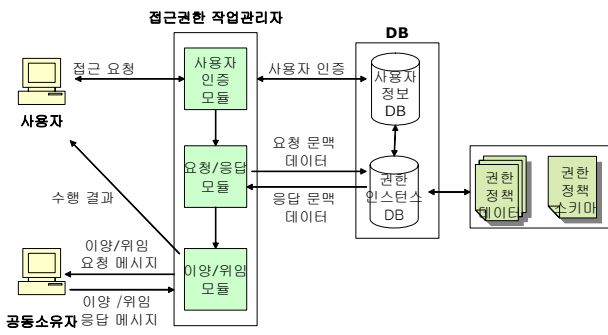 접근권한 작업관리자
DB
사용자
인증
모듈
접근 요청
사용자 인증
사용자
정보
DB
사용자
요청 문맥
데이터
요청/응답
모듈
권한
인스턴스
DB
권한
정책
데이터
권한
정책
스키마
응답 문맥
데이터
수행 결과
이양/위임
요청 메시지
이양/위임
모듈
이양 /위임
응답 메시지
공동소유자